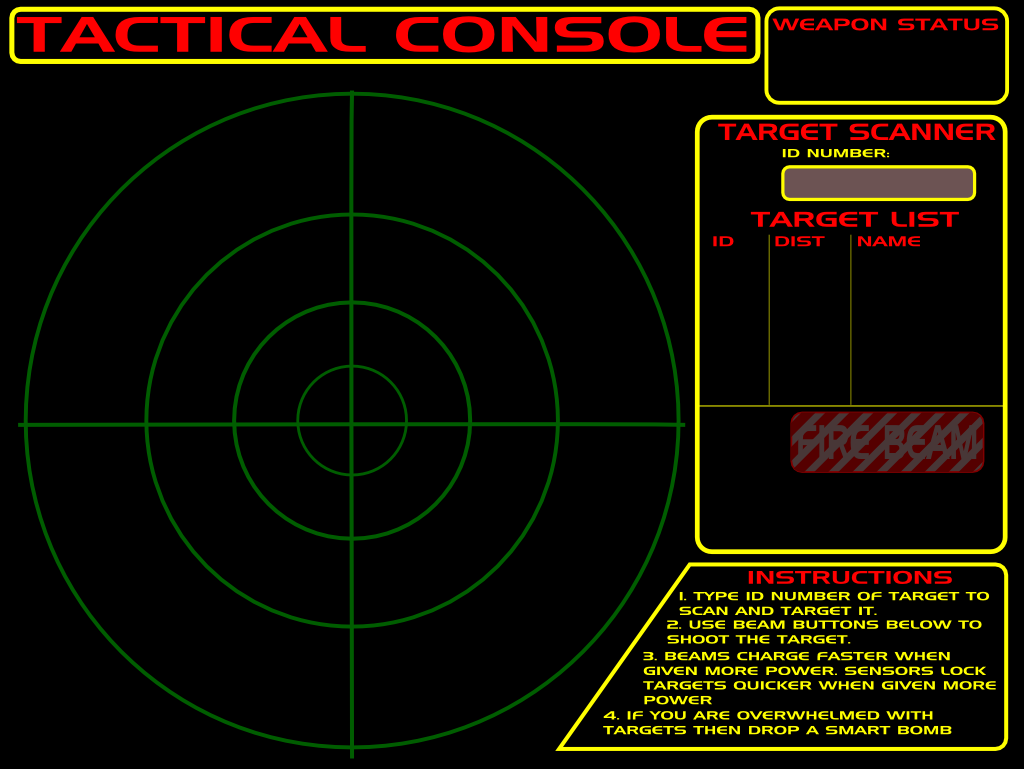 TACTICAL CONSOLE
WEAPON STATUS
TARGET SCANNER
ID NUMBER:
TARGET LIST
ID DIST NAME
FIRE BEAM
INSTRUCTIONS
1. TYPE ID NUMBER OF TARGET TO
SCAN AND TARGET IT.
2. USE BEAM BUTTONS BELOW TO
SHOOT THE TARGET.
3. BEAMS CHARGE FASTER WHEN
GIVEN MORE POWER. SENSORS LOCK
TARGETS QUICKER WHEN GIVEN MORE
POWER
4. IF YOU ARE OVERWHELMED WITH
TARGETS THEN DROP A SMART BOMB